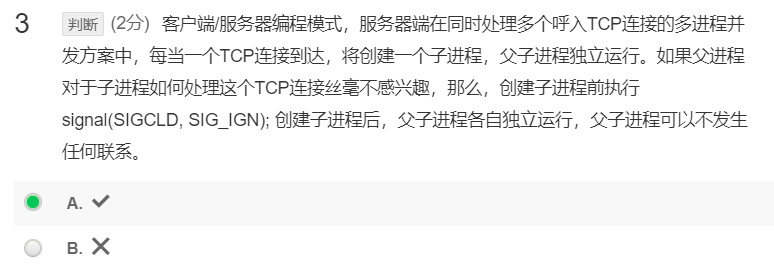 3 判断 (2分) 客户端/服务器编程模式，服务器端在同时处理多个呼入TCP连接的多进程并
发方案中，每当一个TCP连接到达，将创建一个子进程，父子进程独立运行。如果父进程
对于子进程如何处理这个TCP连接丝毫不感兴趣，那么，创建子进程前执行
signal(SIGCLD, SIG_IGN); 创建子进程后，父子进程各自独立运行，父子进程可以不发生
任何联系。
A. ✔
B. ✕